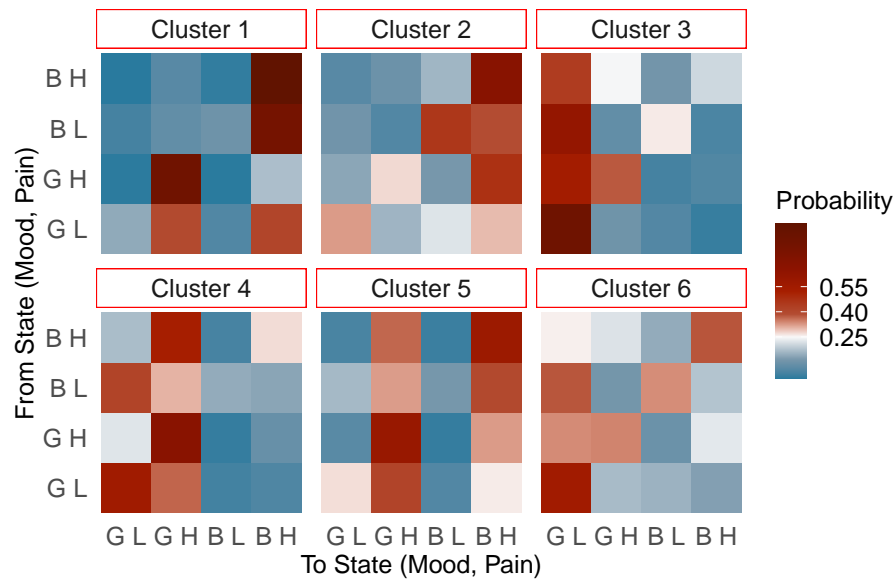 Cluster 1
Cluster 2
Cluster 3
B H
B L
G H
G L
Cluster 4
Cluster 5
Cluster 6
B H
B L
G H
G L
G L G H B L B H
G L G H B L B H
G L G H B L B H
To State (Mood, Pain)
From State (Mood, Pain)
Probability
0.55
0.40
0.25